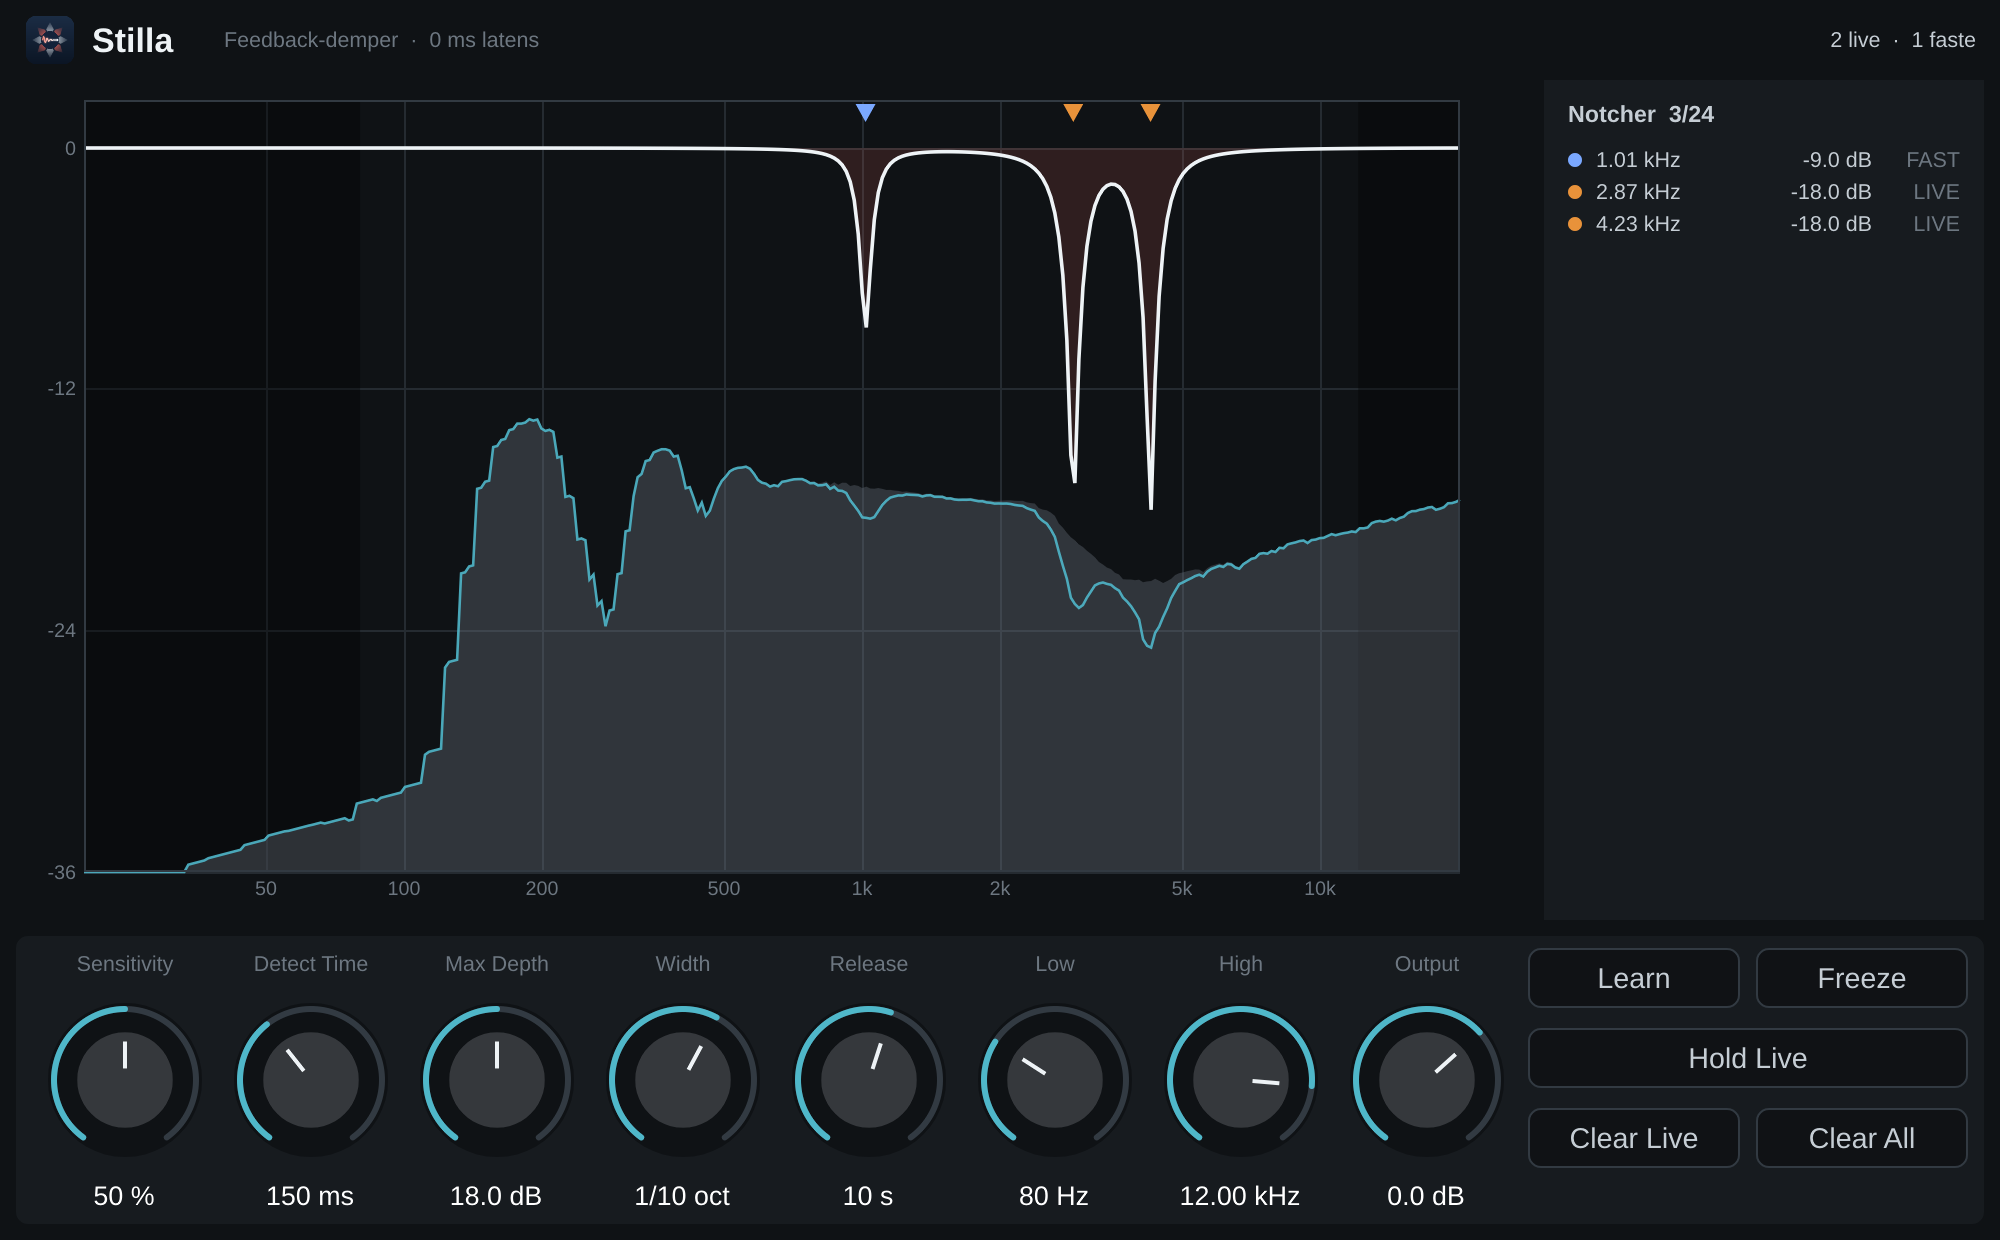 Stilla
Feedback-demper · 0 ms latens
2 live · 1 faste
Notcher 3/24
1.01 kHz -9.0 dB FAST
2.87 kHz -18.0 dB LIVE
4.23 kHz -18.0 dB LIVE
0
-12
-24
-36
50 100 200 500 1k 2k 5k 10k
Sensitivity Detect Time Max Depth Width Release Low High Output
50 % 150 ms 18.0 dB 1/10 oct 10 s 80 Hz 12.00 kHz 0.0 dB
Learn Freeze
Hold Live
Clear Live Clear All